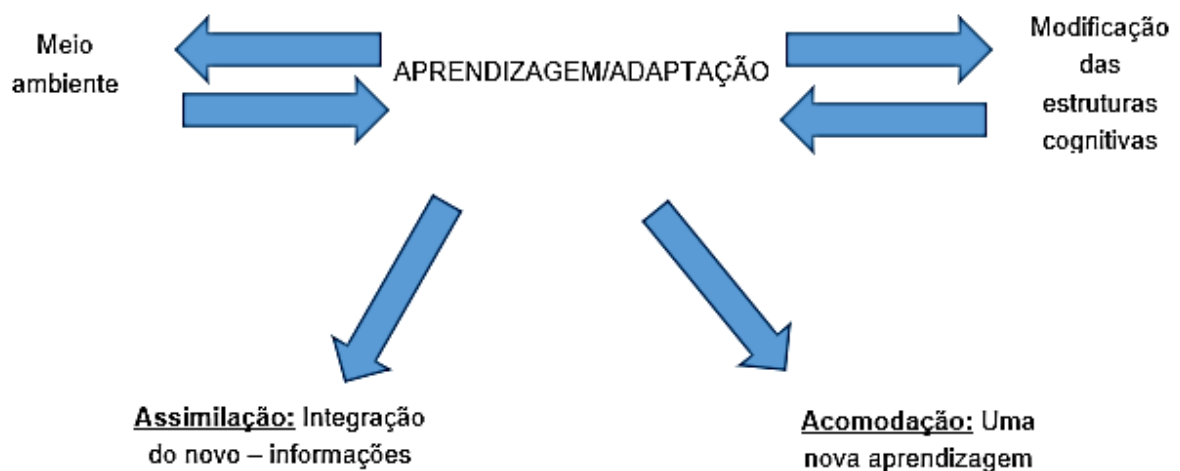 Meio
ambiente
APRENDIZAGEM/ADAPTAÇÃO
Modificação
das
estruturas
cognitivas
Assimilação: Integração
do novo – informações
Acomodação: Uma
nova aprendizagem